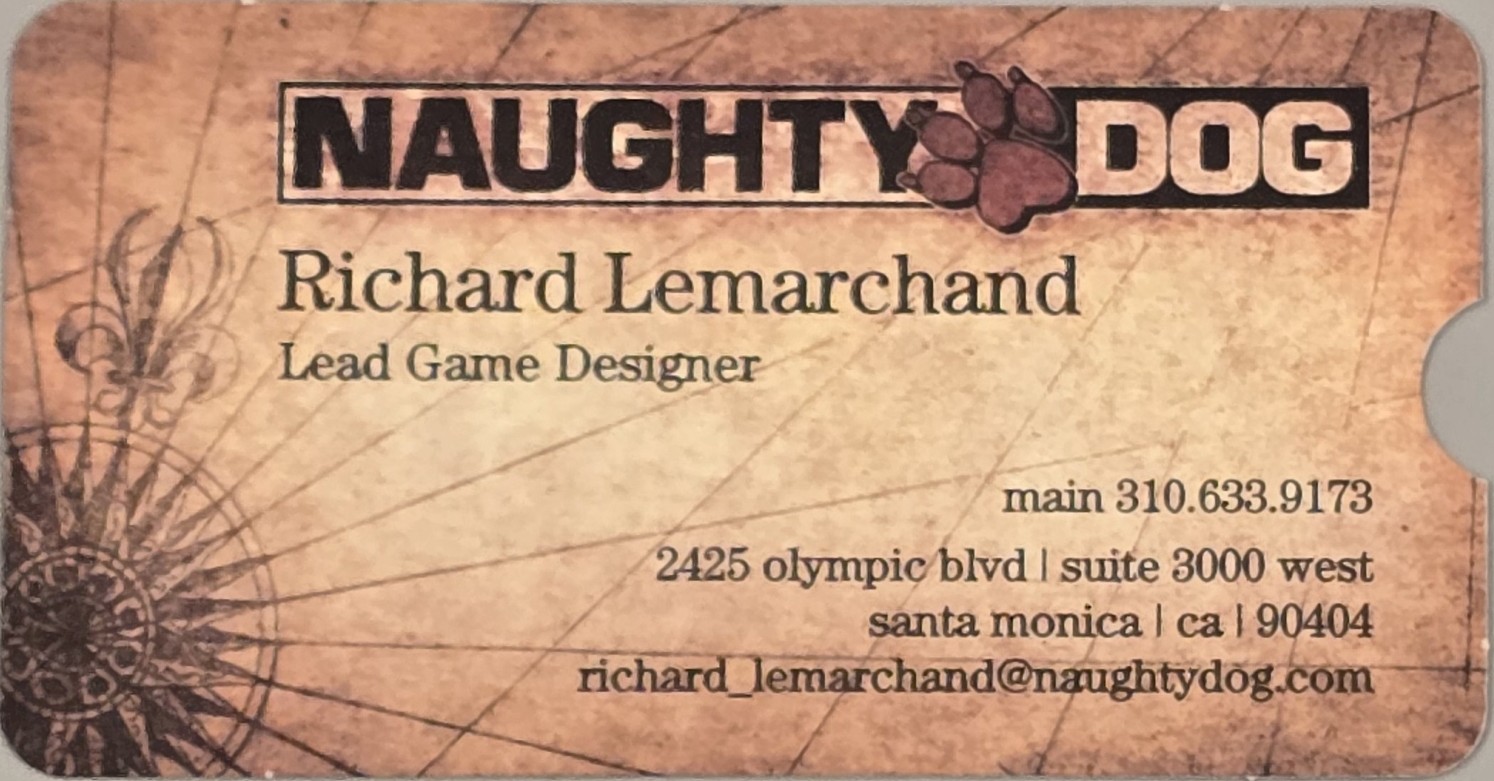 NAUGHTY DOG
Richard Lemarchand
Lead Game Designer
main 310.633.9173
2425 olympic blvd | suite 3000 west
santa monica | ca | 90404
richard_lemarchand@naughtydog.com